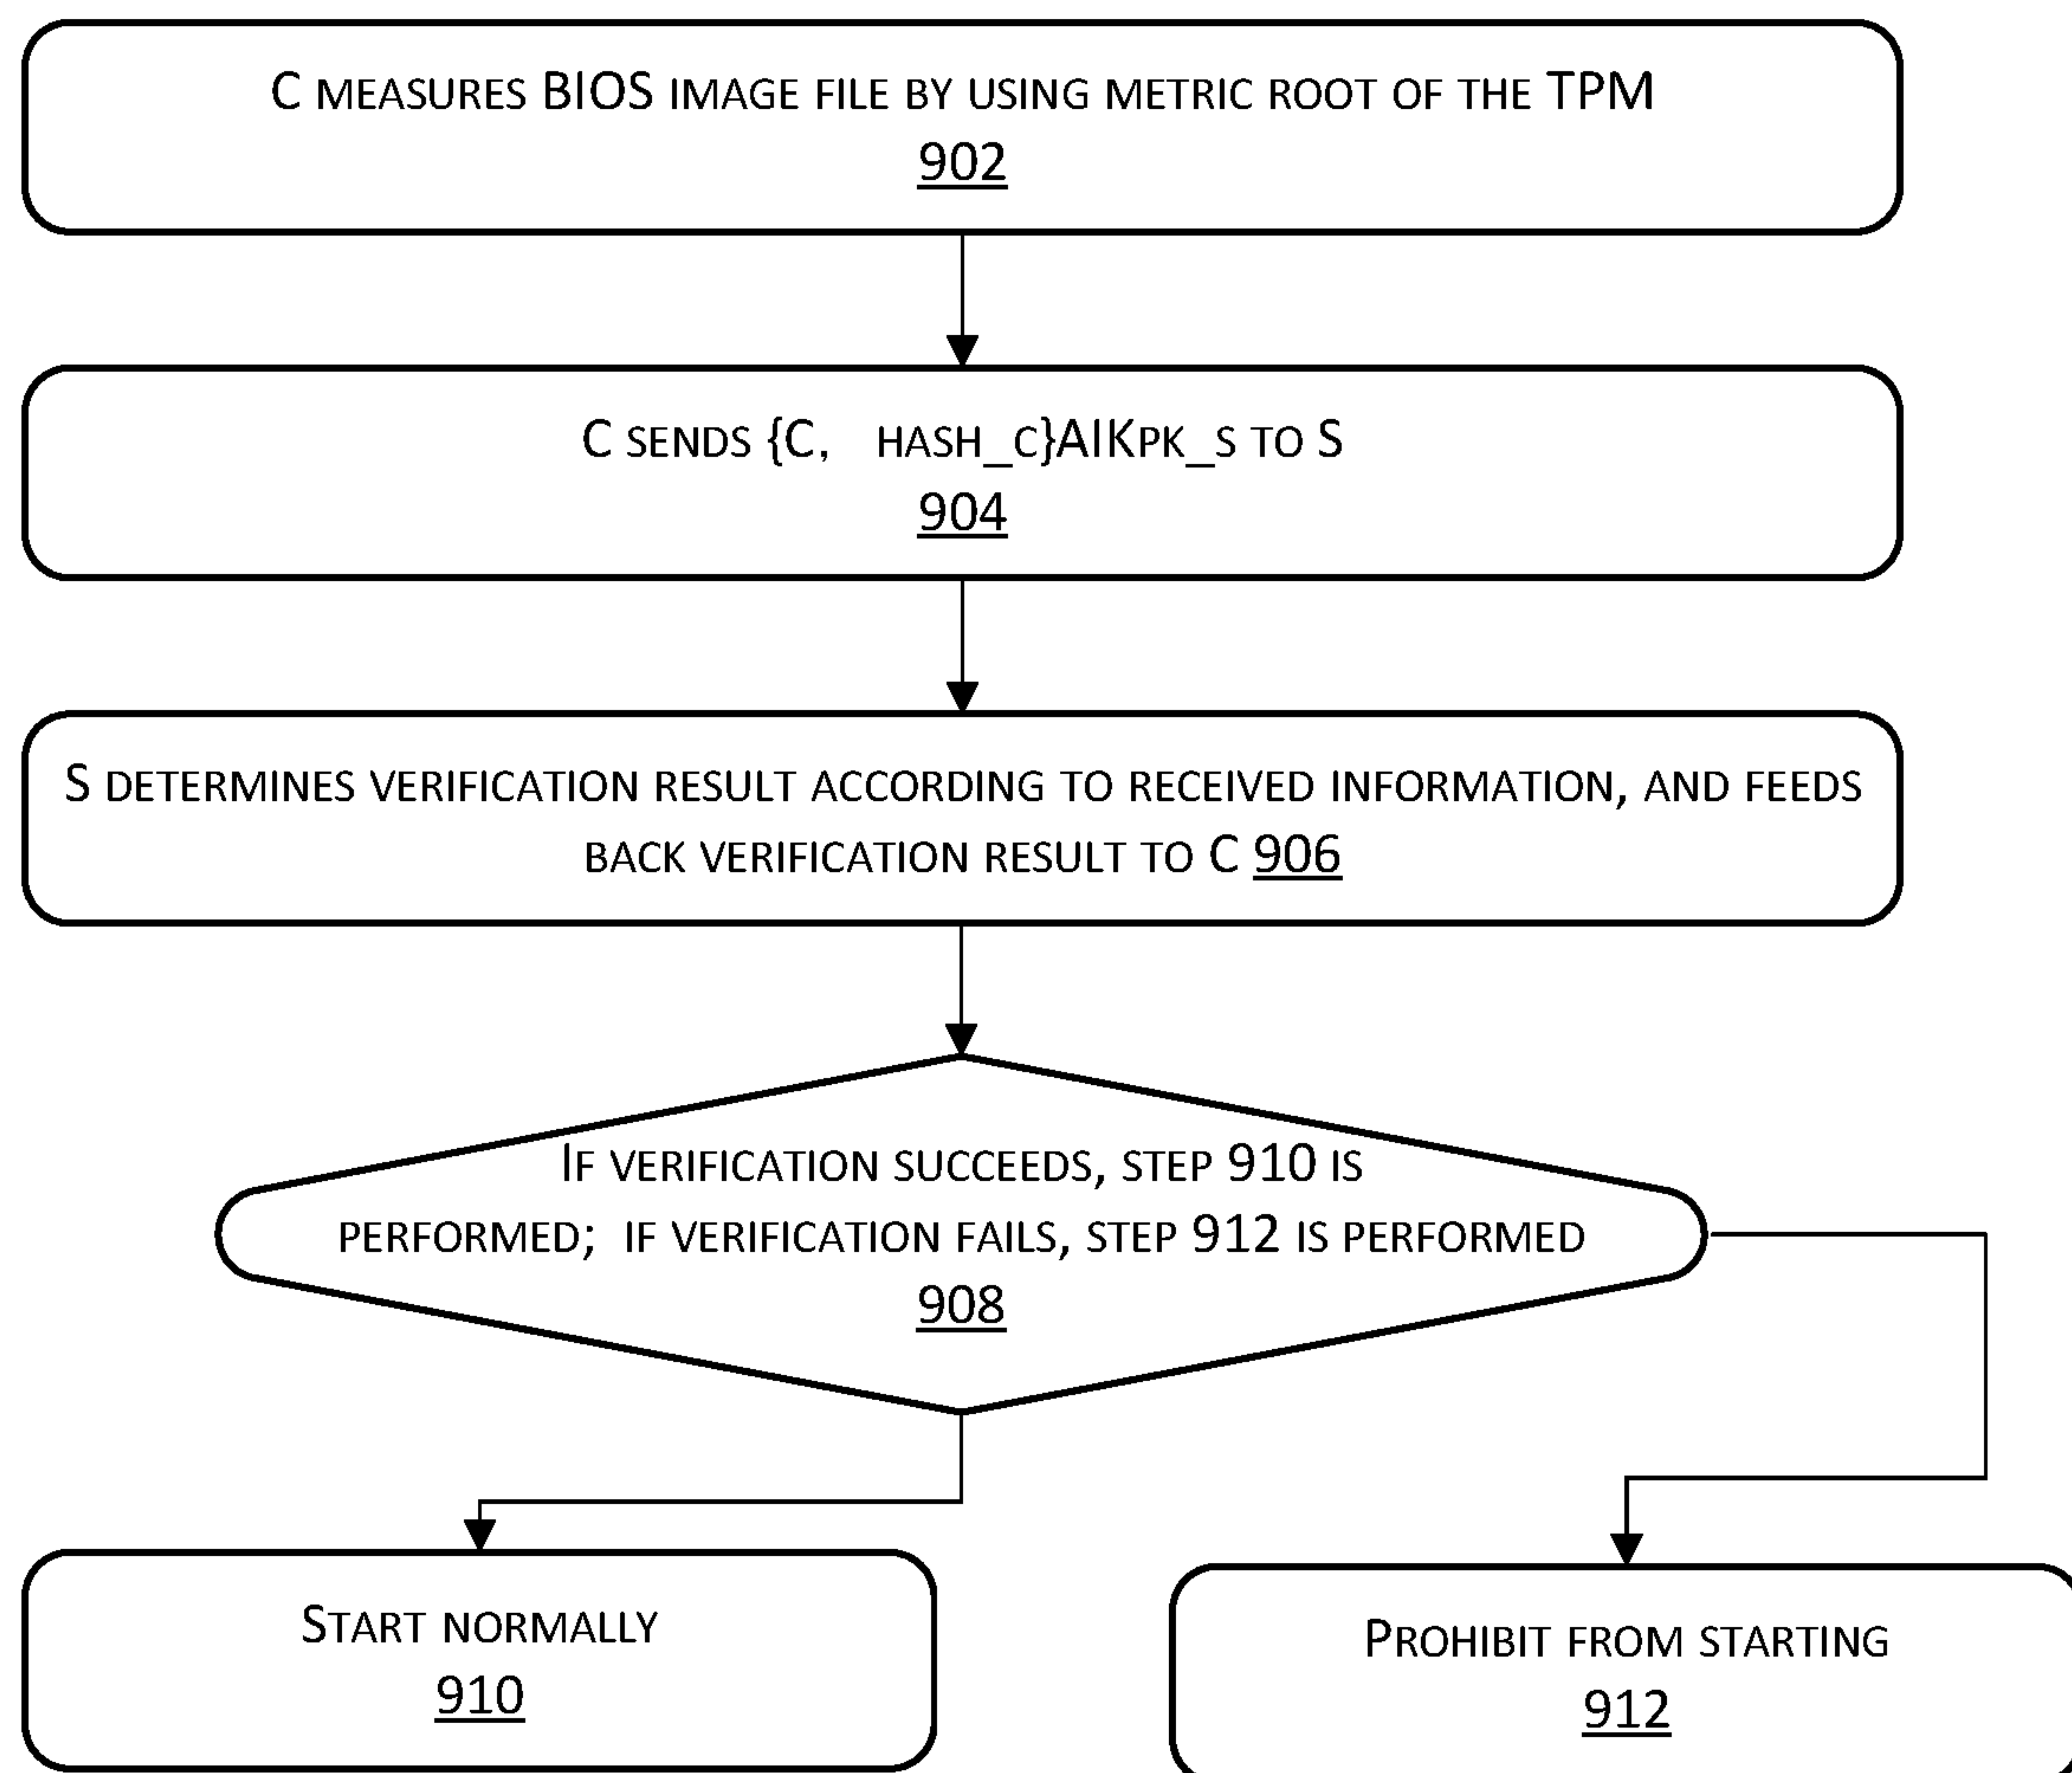 C MEASURES BIOS IMAGE FILE BY USING METRIC ROOT OF THE TPM
902
C SENDS {C, HASH_C}AIKPK_S TO S
904
S DETERMINES VERIFICATION RESULT ACCORDING TO RECEIVED INFORMATION, AND FEEDS
BACK VERIFICATION RESULT TO C 906
IF VERIFICATION SUCCEEDS, STEP 910 IS
PERFORMED; IF VERIFICATION FAILS, STEP 912 IS PERFORMED
908
START NORMALLY
910
PROHIBIT FROM STARTING
912